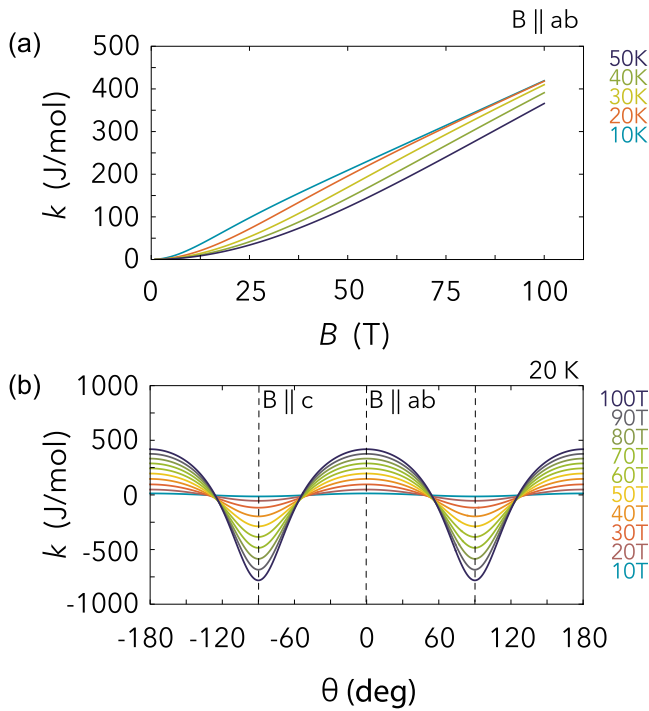 (a)
B || ab
500
400
300
200
100
0
k (J/mol)
0 25 50 75 100
B (T)
50K
40K
30K
20K
10K
(b)
20 K
B || c
B || ab
1000
500
0
-500
-1000
k (J/mol)
-180 -120 -60 0 60 120 180
θ (deg)
100T
90T
80T
70T
60T
50T
40T
30T
20T
10T